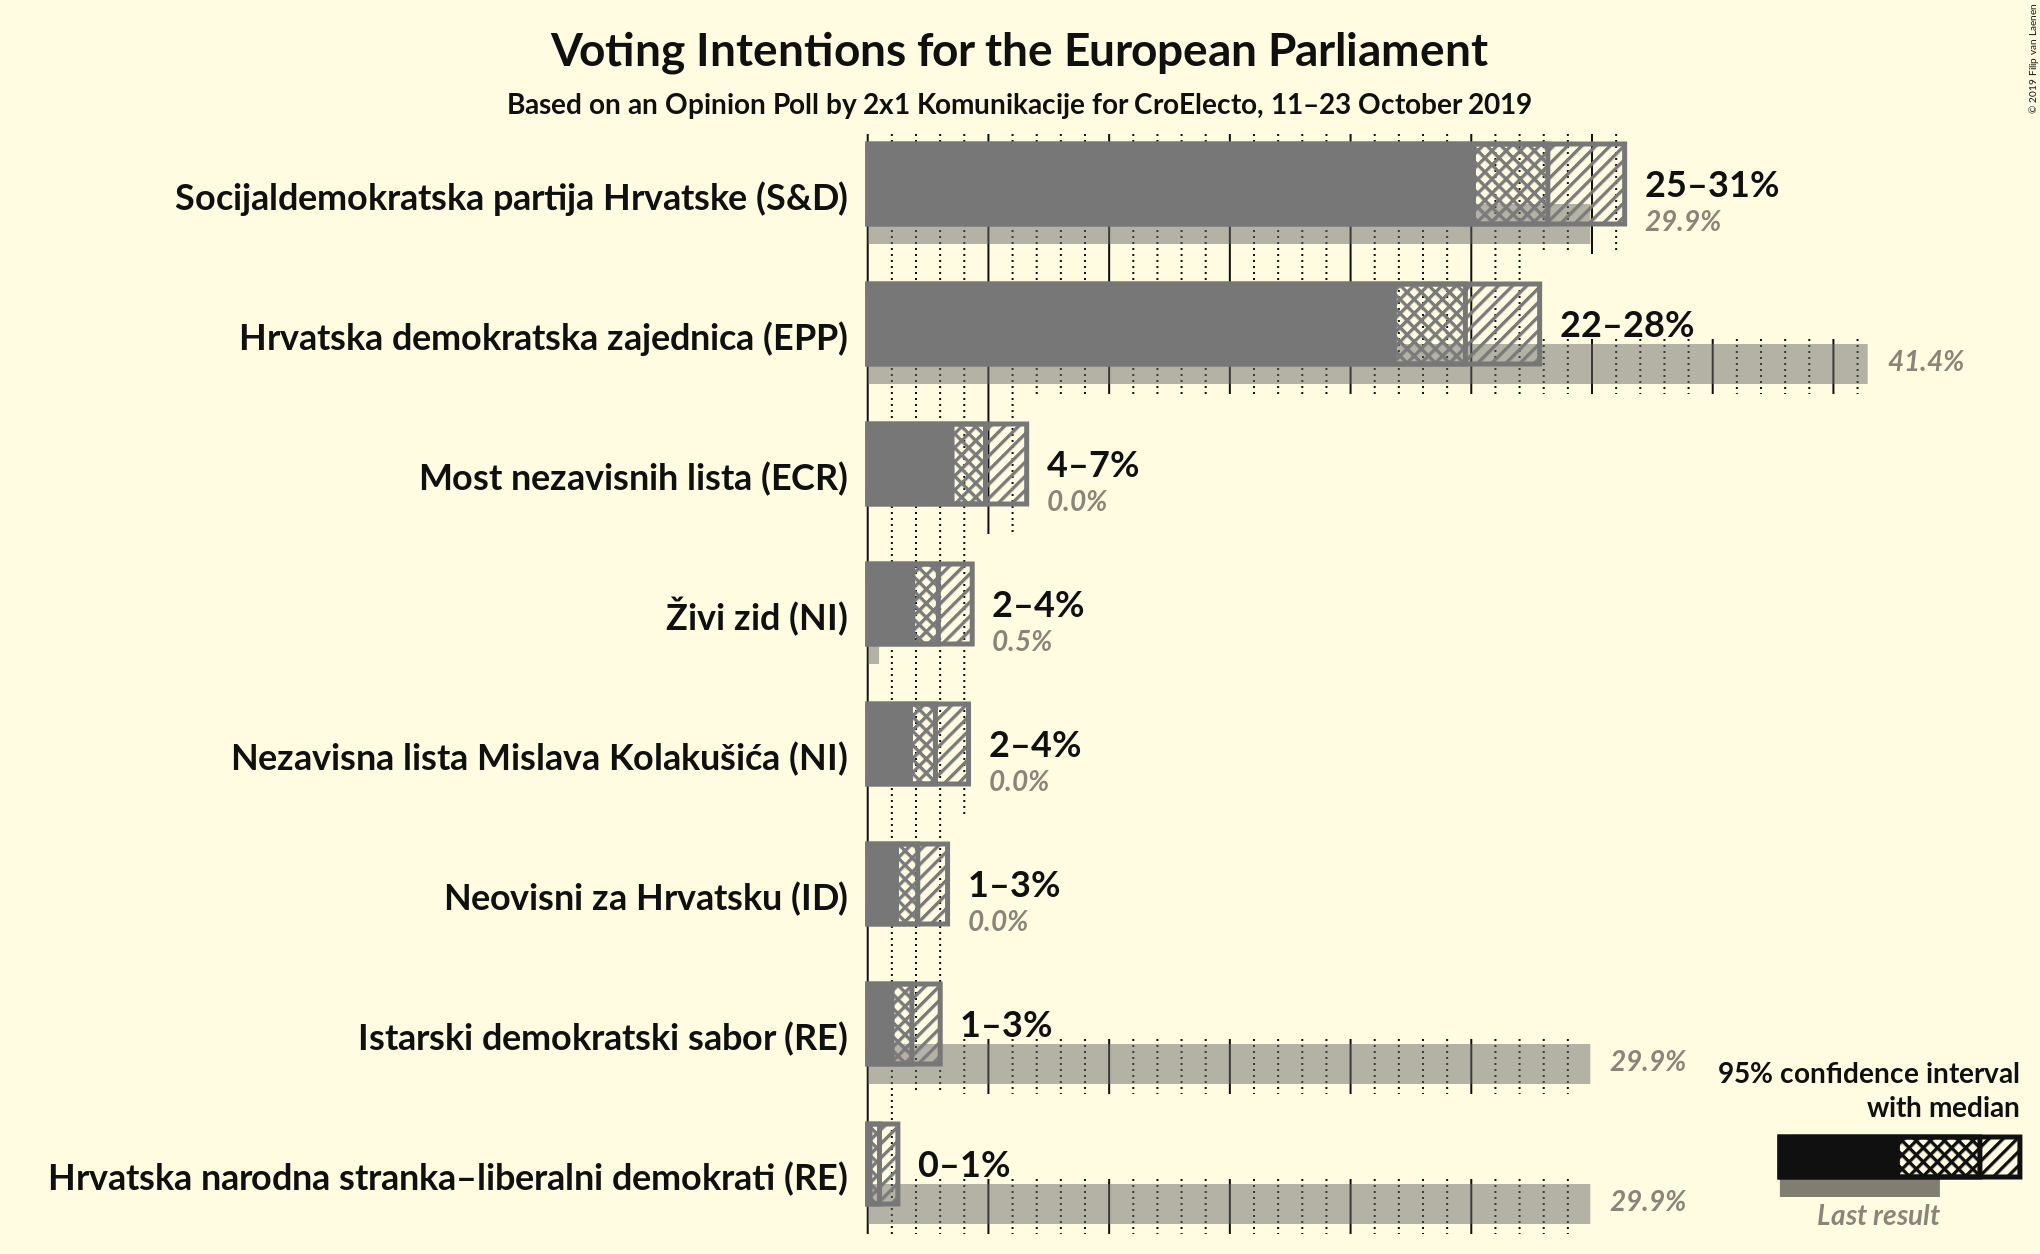 Voting Intentions for the European Parliament
Based on an Opinion Poll by 2x1 Komunikacije for CroElecto, 11–23 October 2019
© 2019 Filip van Laenen
Socijaldemokratska partija Hrvatske (S&D)
25–31%
29.9%
Hrvatska demokratska zajednica (EPP)
22–28%
41.4%
Most nezavisnih lista (ECR)
4–7%
0.0%
Živi zid (NI)
2–4%
0.5%
Nezavisna lista Mislava Kolakušića (NI)
2–4%
0.0%
Neovisni za Hrvatsku (ID)
1–3%
0.0%
Istarski demokratski sabor (RE)
1–3%
29.9%
Hrvatska narodna stranka–liberalni demokrati (RE)
0–1%
29.9%
95% confidence interval
with median
Last result